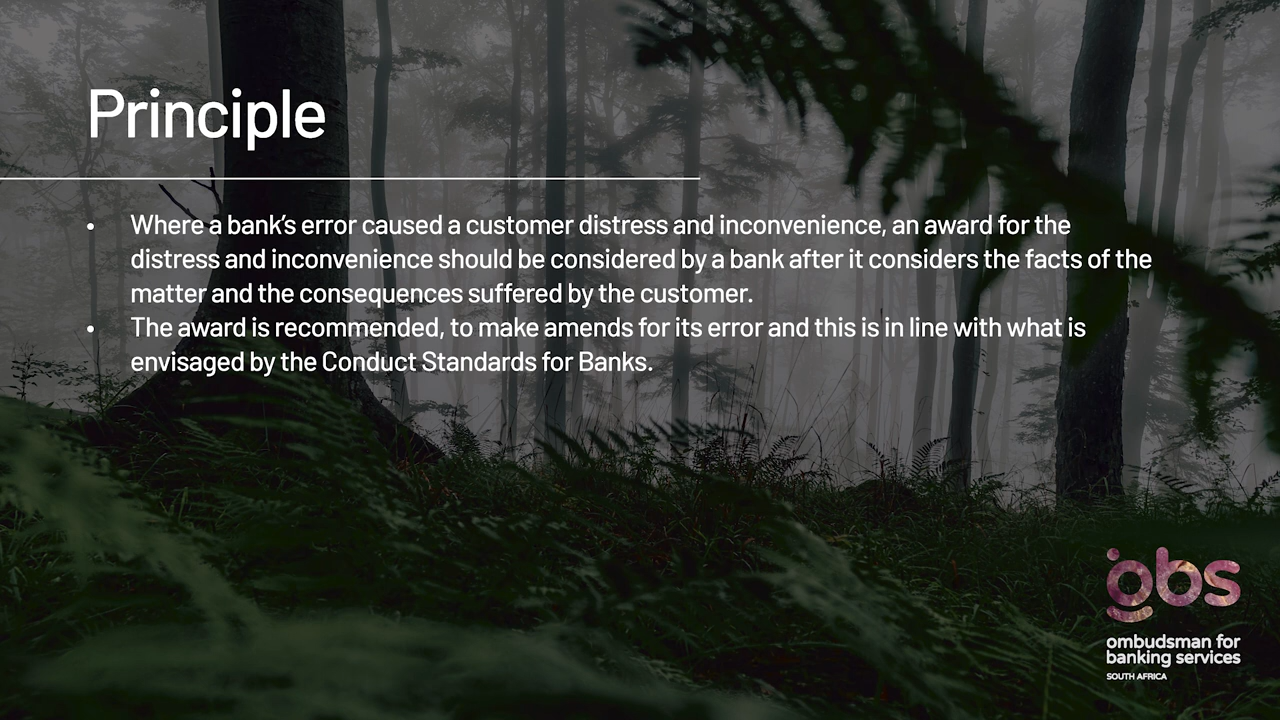 Principle
• Where a bank’s error caused a customer distress and inconvenience, an award for the
distress and inconvenience should be considered by a bank after it considers the facts of the
matter and the consequences suffered by the customer.
• The award is recommended, to make amends for its error and this is in line with what is
envisaged by the Conduct Standards for Banks.
obs
ombudsman for
banking services
SOUTH AFRICA